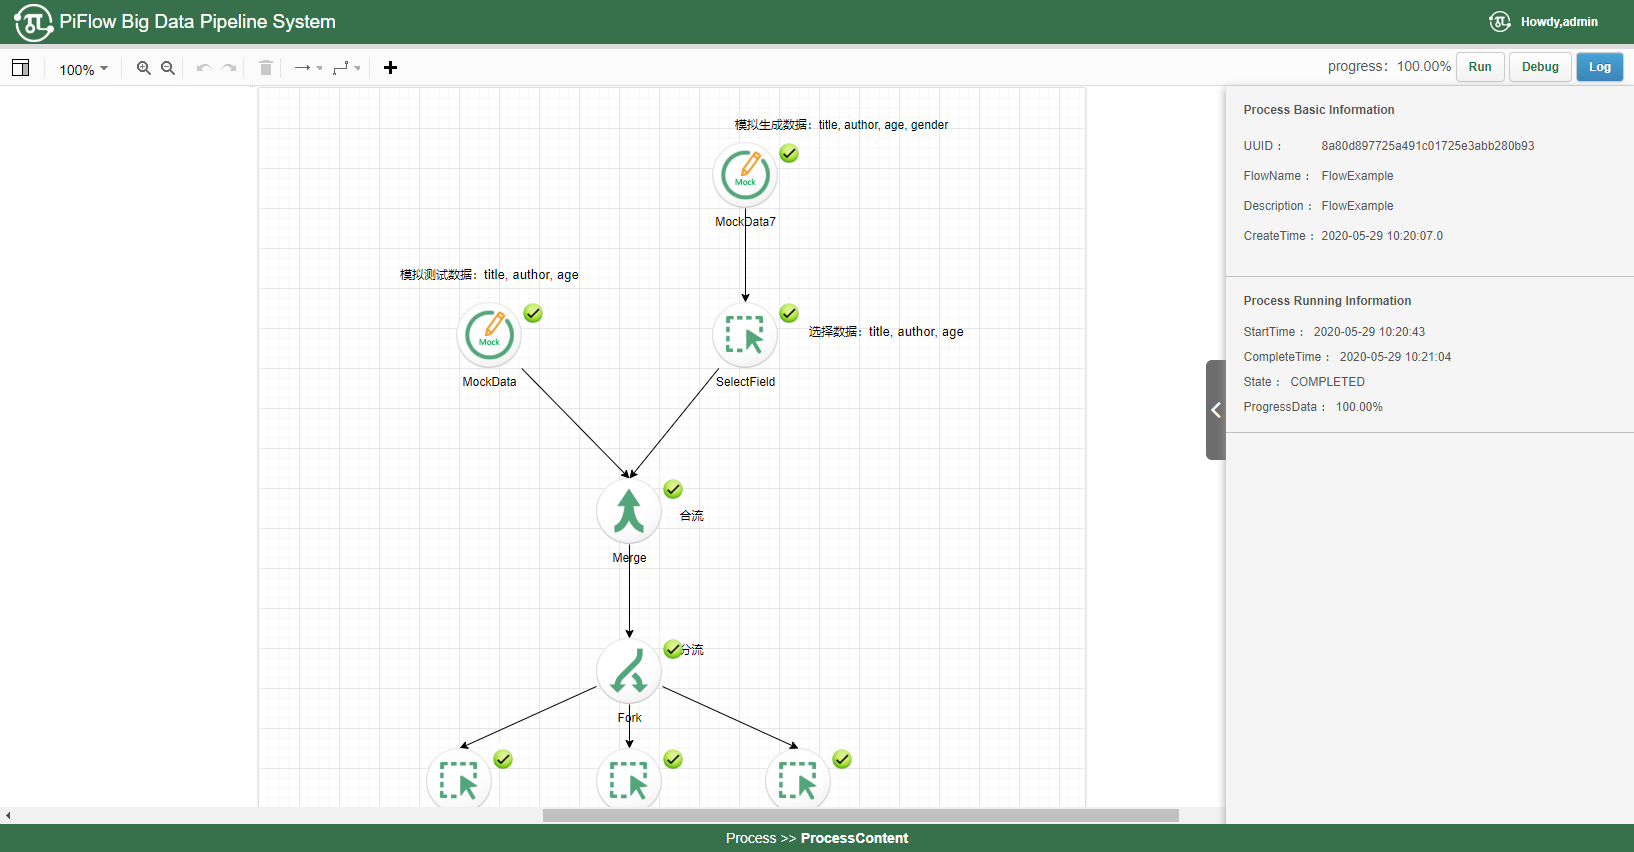 PiFlow Big Data Pipeline System
Howdy,admin
100%
progress：100.00%
Run
Debug
Log
模拟生成数据：title, author, age, gender
Mock
MockData7
模拟测试数据：title, author, age
Mock
MockData
选择数据：title, author, age
SelectField
合流
Merge
分流
Fork
Process Basic Information
UUID： 8a80d897725a491c01725e3abb280b93
FlowName： FlowExample
Description： FlowExample
CreateTime： 2020-05-29 10:20:07.0
Process Running Information
StartTime： 2020-05-29 10:20:43
CompleteTime： 2020-05-29 10:21:04
State： COMPLETED
ProgressData： 100.00%
Process >> ProcessContent